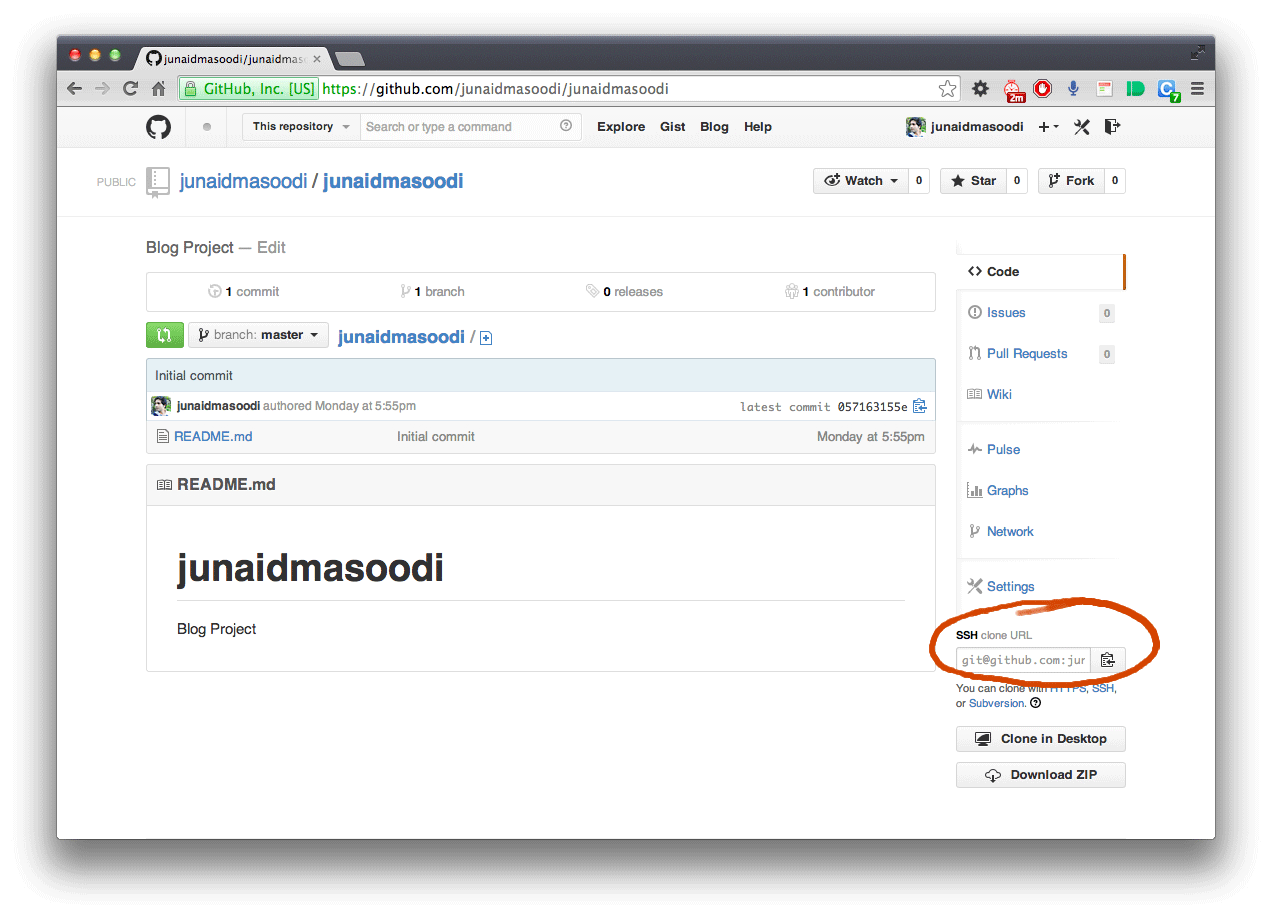 junaidmasoodi/junaidmas
GitHub, Inc. [US] https://github.com/junaidmasoodi/junaidmasoodi
2m
7
This repository Search or type a command Explore Gist Blog Help junaidmasoodi
PUBLIC junaidmasoodi / junaidmasoodi Watch 0 Star 0 Fork 0
Blog Project — Edit
1 commit 1 branch 0 releases 1 contributor
branch: master junaidmasoodi /
Initial commit
junaidmasoodi authored Monday at 5:55pm latest commit 057163155e
README.md Initial commit Monday at 5:55pm
README.md
junaidmasoodi
Blog Project
Code
Issues 0
Pull Requests 0
Wiki
Pulse
Graphs
Network
Settings
SSH clone URL
git@github.com:jur
You can clone with HTTPS, SSH,
or Subversion.
Clone in Desktop
Download ZIP